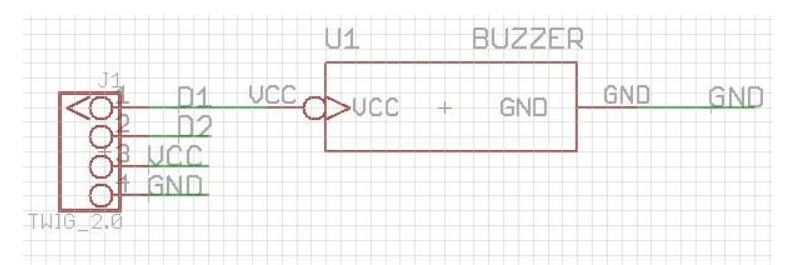 U1 BUZZER
J1
1 D1 VCC VCC GND GND GND
2 D2
3 VCC
4 GND
TWIG_2.0